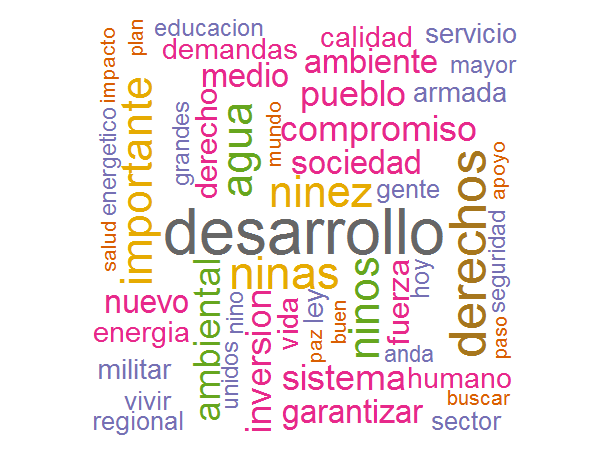 educacion
plan
impacto
demandas
calidad
servicio
medio
ambiente
mayor
importante
energetico
grandes
derecho
agua
mundo
pueblo
armada
compromiso
sociedad
apoyo
salud
ninez
gente
derechos
desarrollo
seguridad
ninas
nuevo
ambiental
nino
inversion
vida
ley
ninos
fuerza
hoy
energia
unidos
paz
buen
anda
paso
militar
sistema
humano
vivir
buscar
regional
garantizar
sector